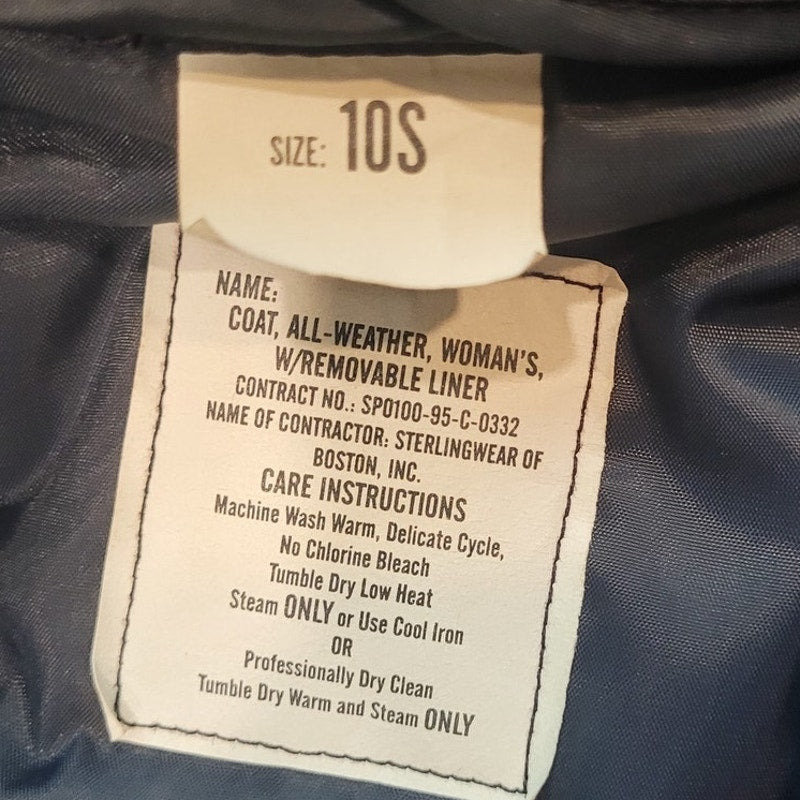 SIZE: 10S
NAME:
COAT, ALL-WEATHER, WOMAN'S,
W/REMOVABLE LINER
CONTRACT NO.: SP0100-95-C-0332
NAME OF CONTRACTOR: STERLINGWEAR OF
BOSTON, INC.
CARE INSTRUCTIONS
Machine Wash Warm, Delicate Cycle,
No Chlorine Bleach
Tumble Dry Low Heat
Steam ONLY or Use Cool Iron
OR
Professionally Dry Clean
Tumble Dry Warm and Steam ONLY